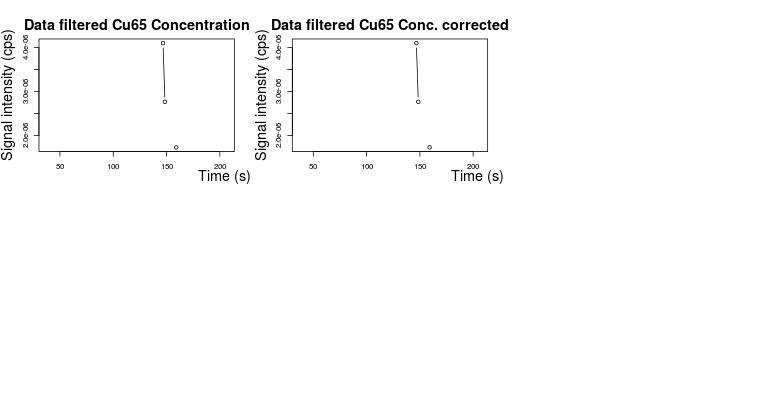 Data filtered Cu65 Concentration
Signal intensity (cps)
4.0e-06
3.0e-06
2.0e-06
50 100 150 200
Time (s)
Data filtered Cu65 Conc. corrected
Signal intensity (cps)
4.0e-06
3.0e-06
2.0e-06
50 100 150 200
Time (s)